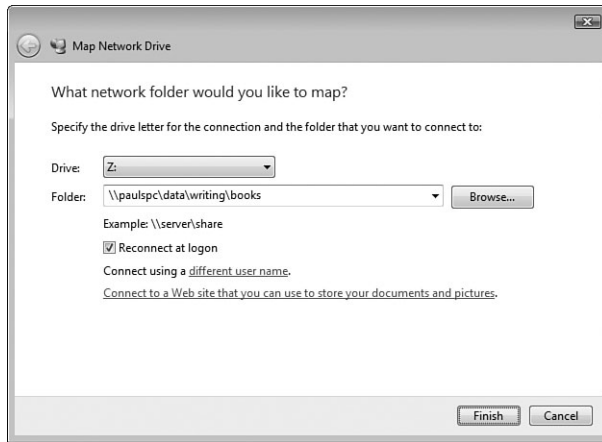 Map Network Drive
What network folder would you like to map?
Specify the drive letter for the connection and the folder that you want to connect to:
Drive: Z:
Folder: \\paulspc\data\writing\books Browse...
Example: \\server\share
Reconnect at logon
Connect using a different user name.
Connect to a Web site that you can use to store your documents and pictures.
Finish Cancel